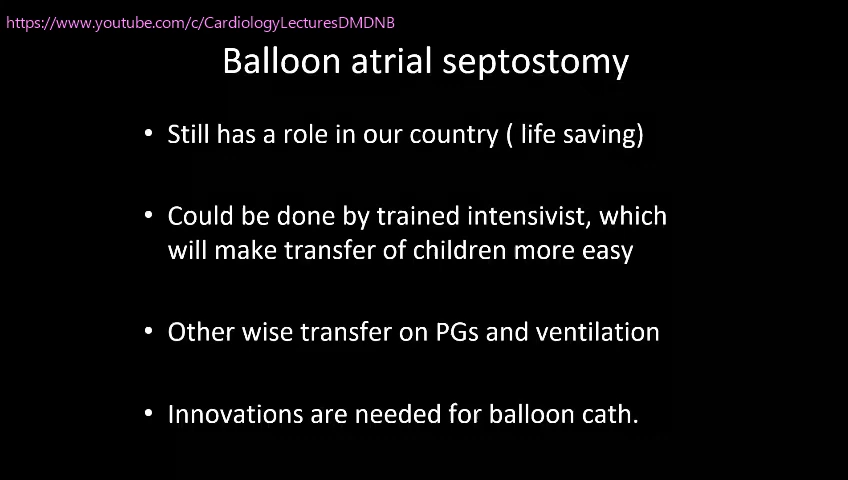 https://www.youtube.com/c/CardiologyLecturesDMDNB
Balloon atrial septostomy
• Still has a role in our country ( life saving)
• Could be done by trained intensivist, which
will make transfer of children more easy
• Other wise transfer on PGs and ventilation
• Innovations are needed for balloon cath.